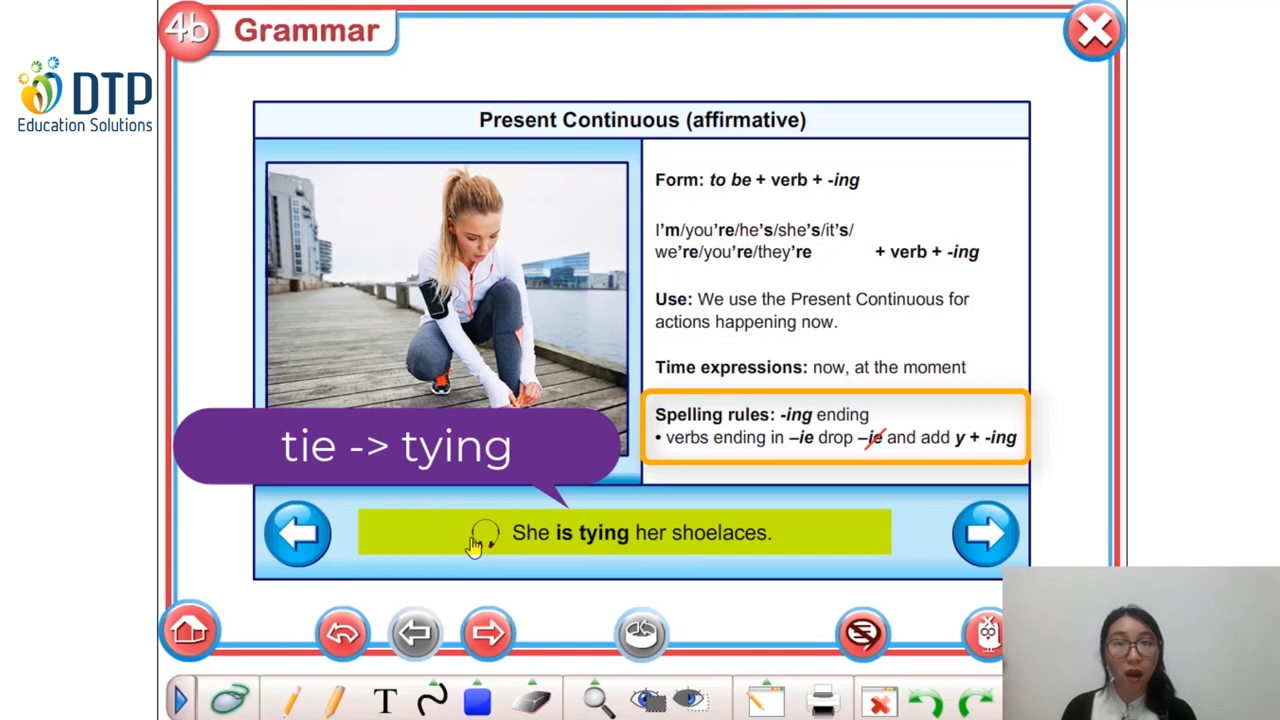 4b Grammar
DTP
Education Solutions
Present Continuous (affirmative)
Form: to be + verb + -ing
I'm/you're/he's/she's/it's/
we're/you're/they're + verb + -ing
Use: We use the Present Continuous for
actions happening now.
Time expressions: now, at the moment
Spelling rules: -ing ending
• verbs ending in –ie drop –ie and add y + -ing
tie -> tying
She is tying her shoelaces.
T